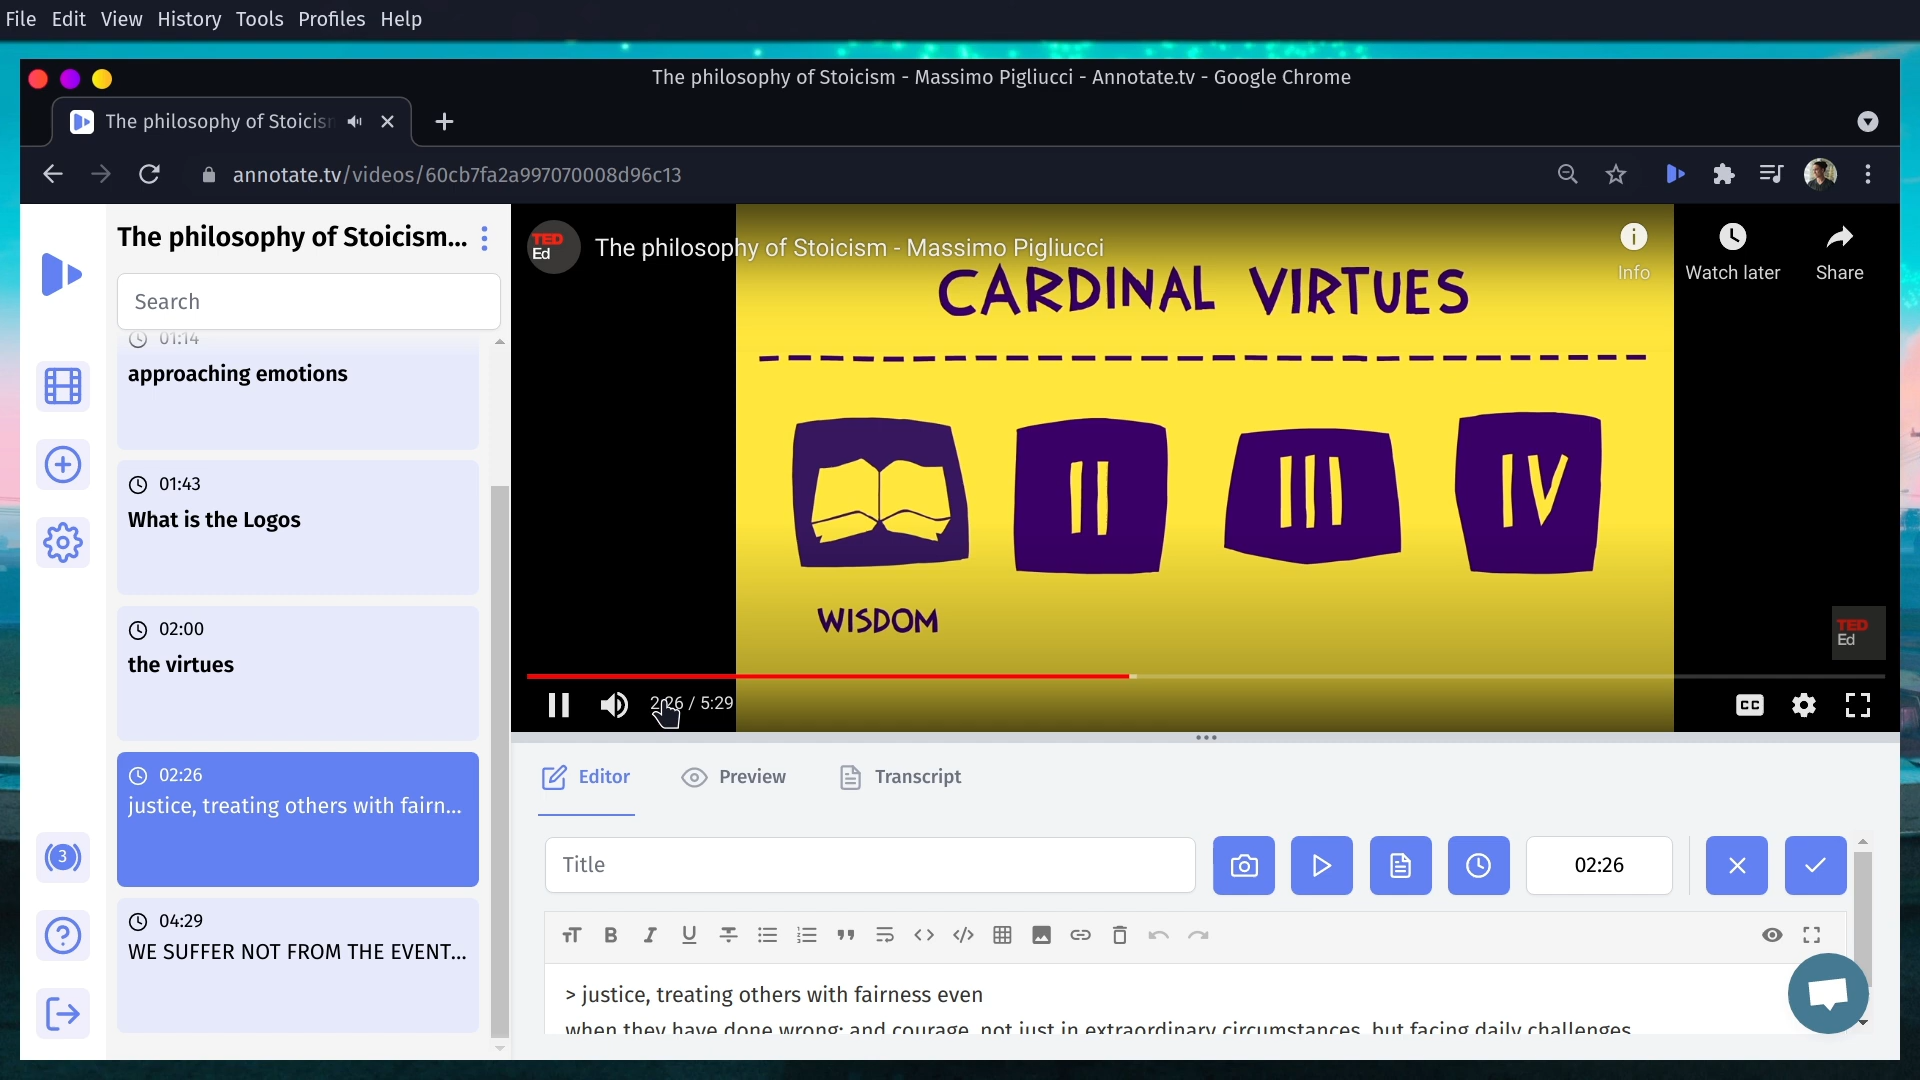 File Edit View History Tools Profiles Help
The philosophy of Stoicism - Massimo Pigliucci - Annotate.tv - Google Chrome
The philosophy of Stoicism
annotate.tv/videos/60cb7fa2a997070008d96c13
The philosophy of Stoicism...
Search
01:14
approaching emotions
01:43
What is the Logos
02:00
the virtues
02:26
justice, treating others with fairn...
04:29
WE SUFFER NOT FROM THE EVENT...
3
TED
Ed
The philosophy of Stoicism - Massimo Pigliucci
Info
Watch later
Share
CARDINAL VIRTUES
II
III
IV
WISDOM
TED
Ed
2:26 / 5:29
CC
Editor
Preview
Transcript
Title
02:26
> justice, treating others with fairness even
when they have done wrong; and courage, not just in extraordinary circumstances, but facing daily challenges